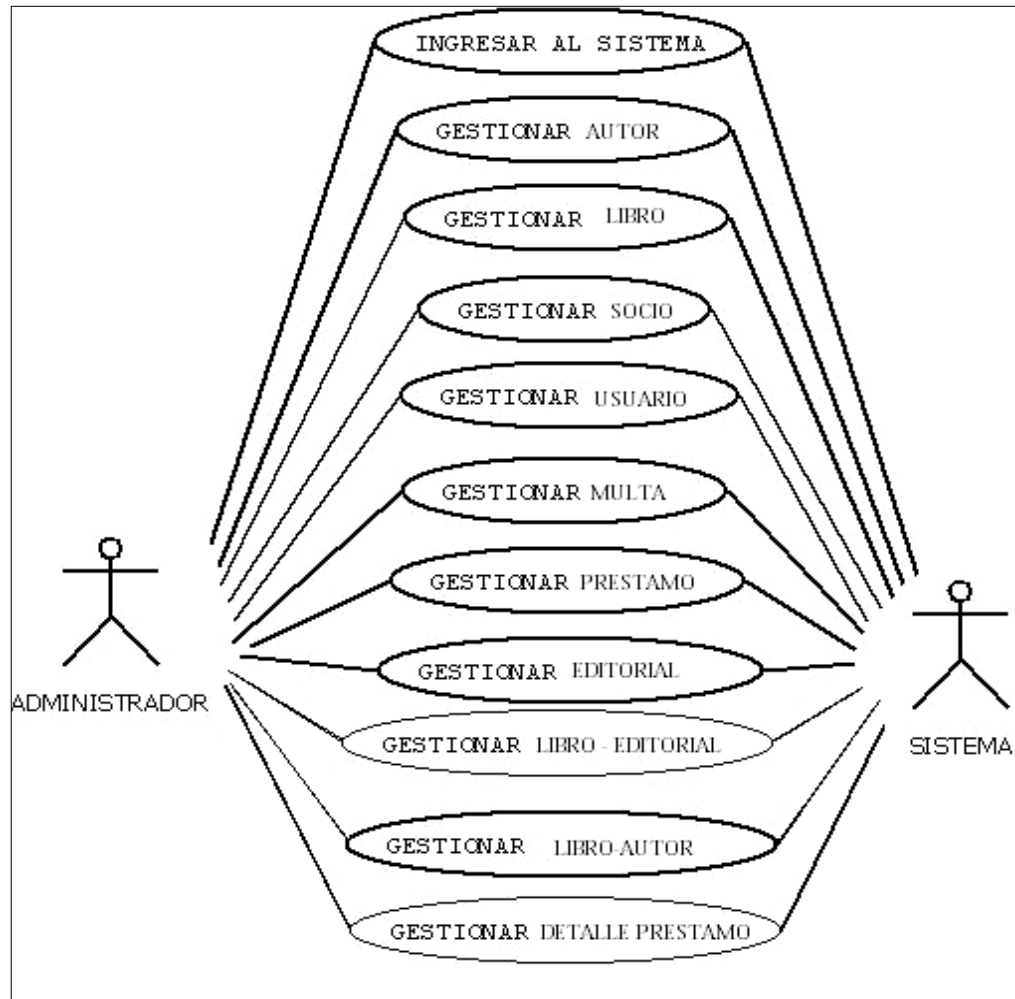 INGRESAR AL SISTEMA
GESTIONAR AUTOR
GESTIONAR LIBRO
GESTIONAR SOCIO
GESTIONAR USUARIO
GESTIONAR MULTA
GESTIONAR PRESTAMO
GESTIONAR EDITORIAL
ADMINISTRADOR
GESTIONAR LIBRO - EDITORIAL
SISTEMA
GESTIONAR LIBRO-AUTOR
GESTIONAR DETALLE PRESTAMO